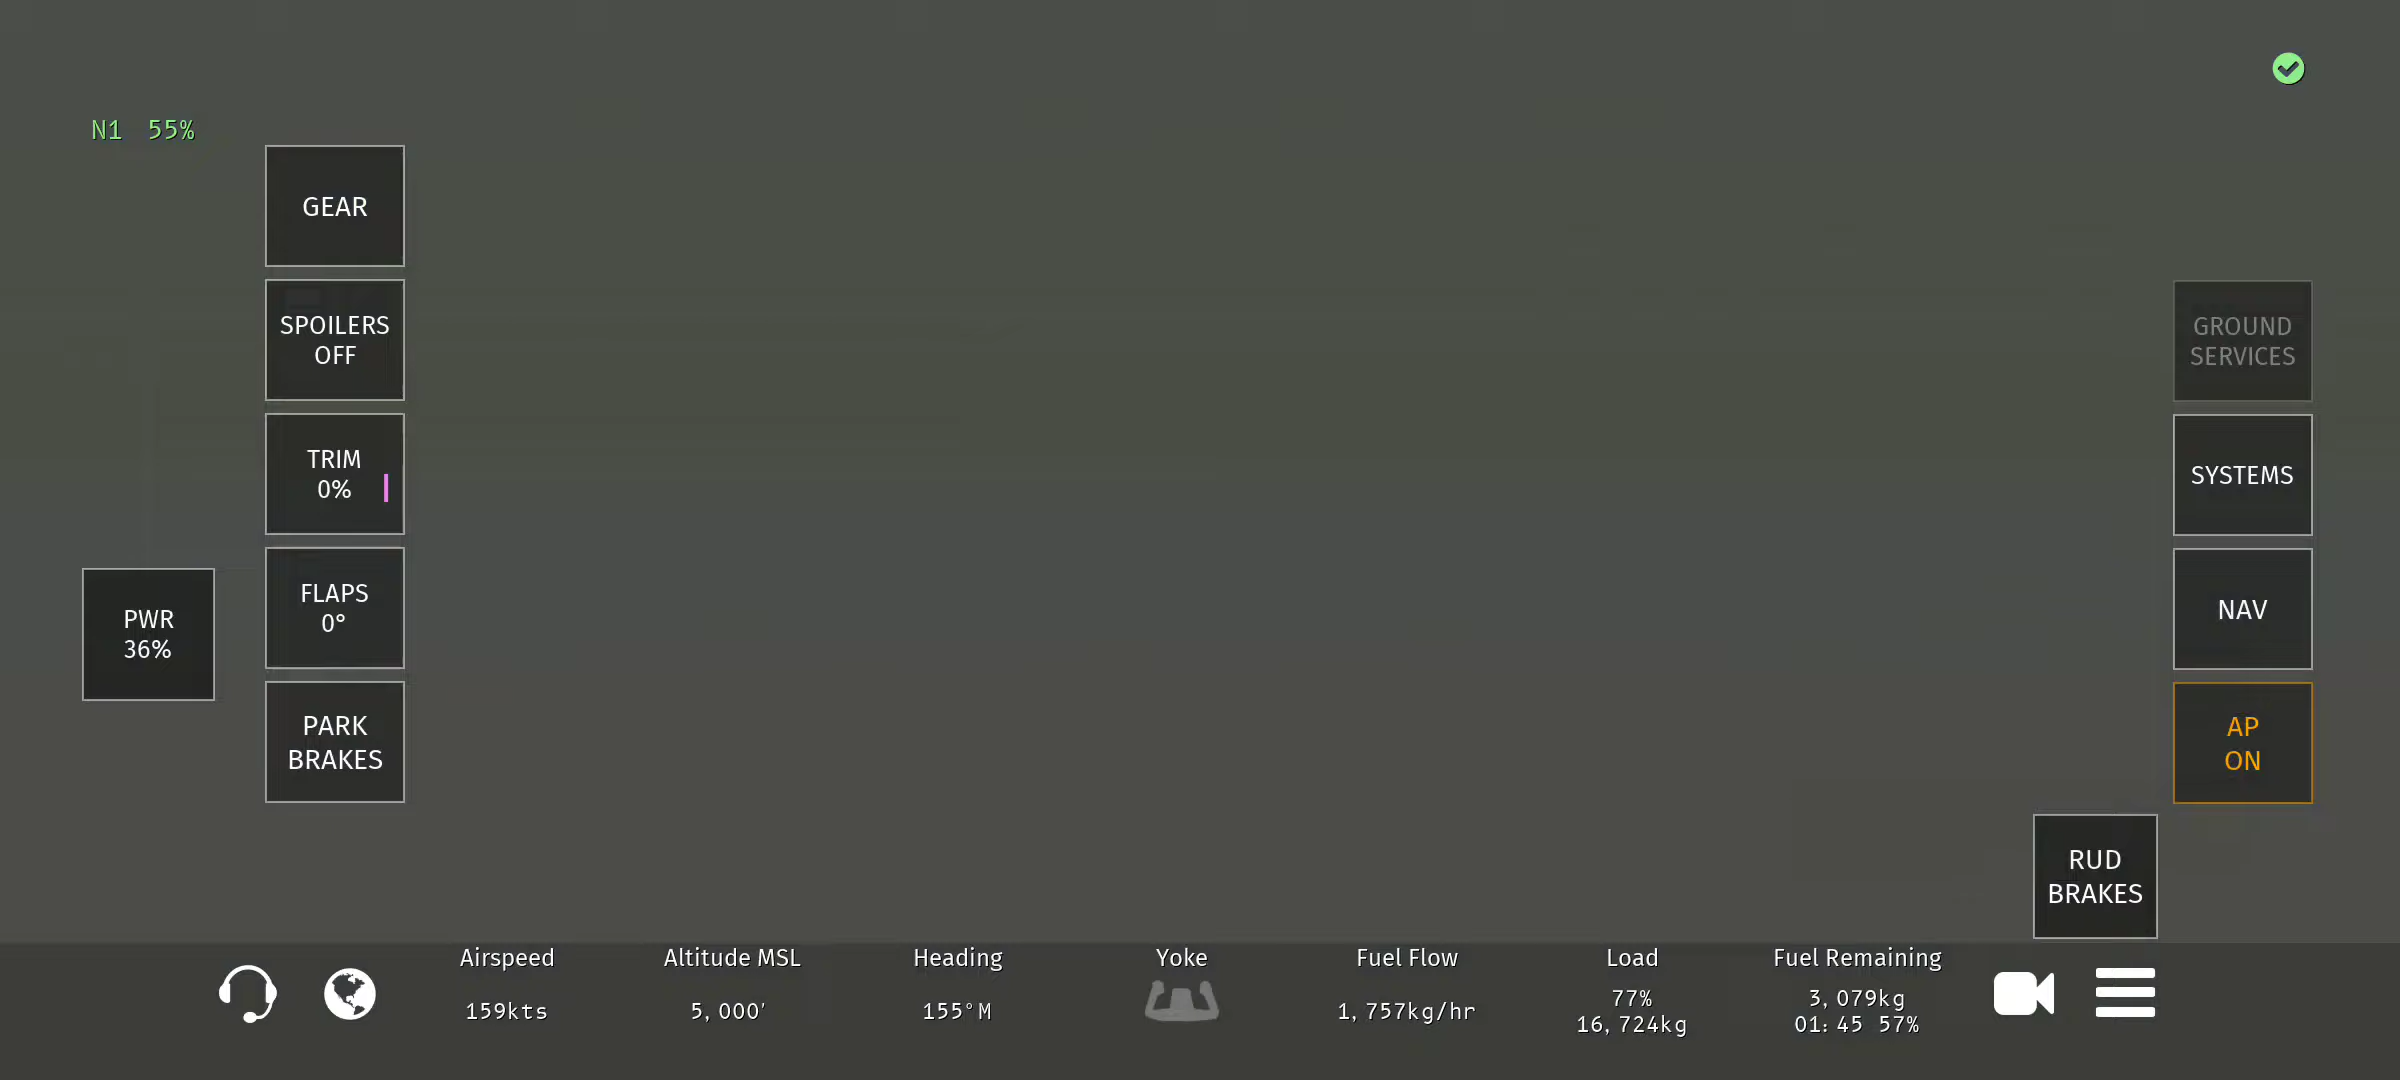 N1 55%
GEAR
SPOILERS
OFF
TRIM
0%
FLAPS
0°
PWR
36%
PARK
BRAKES
GROUND
SERVICES
SYSTEMS
NAV
AP
ON
RUD
BRAKES
Airspeed
159kts
Altitude MSL
5,000'
Heading
155°M
Yoke
Fuel Flow
1,757kg/hr
Load
77%
16,724kg
Fuel Remaining
3,079kg
01:45 57%